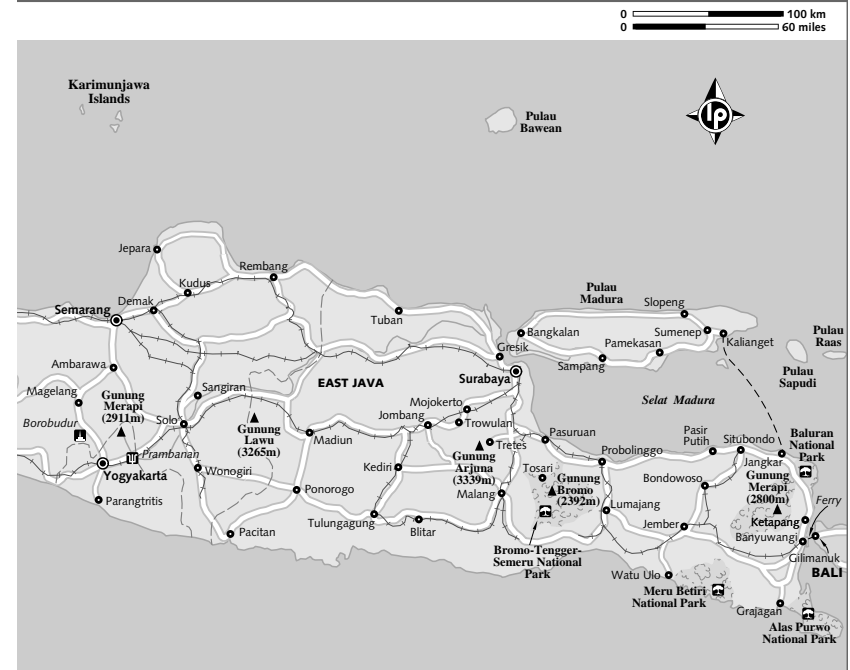 0 100 km
0 60 miles
Karimunjawa
Islands
lp
Pulau
Bawean
Jepara
Rembang
Kudus
Demak
Semarang
Tuban
Pulau
Madura
Slopeng
Bangkalan
Sumenep
Pamekasan
Kalianget
Pulau
Raas
Gresik
Sampang
Pulau
Sapudi
Ambarawa
EAST JAVA
Surabaya
Magelang
Gunung
Merapi
(2911m)
Sangiran
Selat Madura
Mojokerto
Jombang
Trowulan
Borobudur
Solo
Gunung
Lawu
(3265m)
Madiun
Tretes
Pasuruan
Pasir
Putih
Situbondo
Baluran
National
Park
Prambanan
Gunung
Arjuna
(3339m)
Probolinggo
Jangkar
Yogyakarta
Wonogiri
Kediri
Tosari
Gunung
Bromo
(2392m)
Bondowoso
Gunung
Merapi
(2800m)
Parangtritis
Ponorogo
Malang
Lumajang
Ferry
Pacitan
Tulungagung
Blitar
Jember
Ketapang
Banyuwangi
Gilimanuk
BALI
Bromo-Tengger-
Semeru National
Park
Watu Ulo
Meru Betiri
National Park
Grajagan
Alas Purwo
National Park